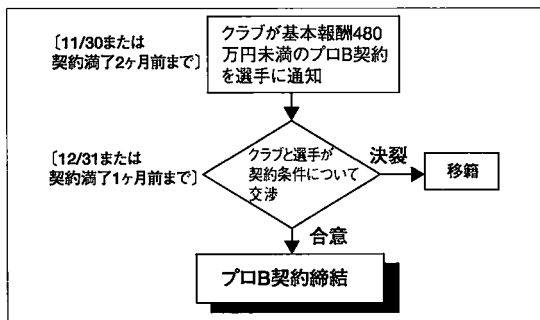 〔11/30または
契約満了2ヶ月前まで〕
クラブが基本報酬480
万円未満のプロB契約
を選手に通知
〔12/31または
契約満了1ヶ月前まで〕
クラブと選手が
契約条件について
交渉
決裂
移籍
合意
プロB契約締結